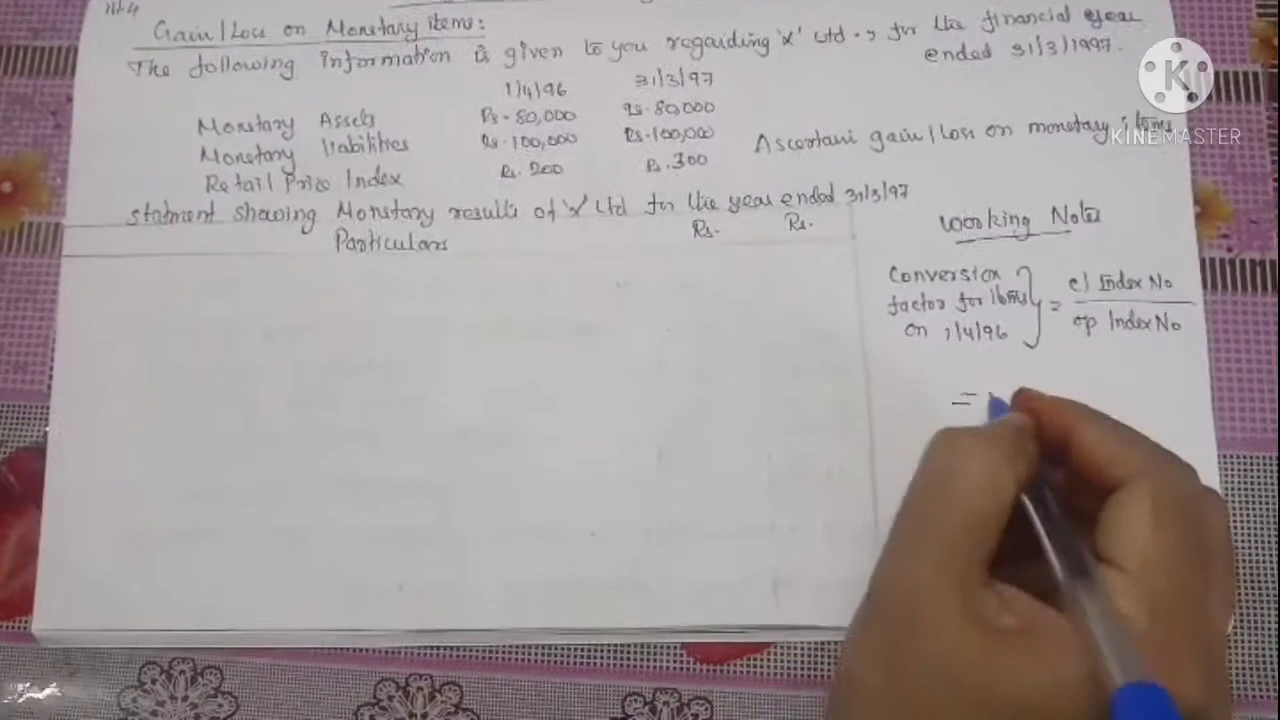 Gain/Loss on Monetary items:
The following information is given to you regarding 'X' Ltd., for the financial year
ended 31/3/1997.
1/4/96 31/3/97
Monetary Assets Rs. 80,000 Rs. 80,000
Monetary liabilities Rs. 100,000 Rs. 100,000
Retail Price Index Rs. 200 Rs. 300
Ascertain gain/Loss on monetary items
KINEMASTER
Statment showing Monetary results of 'X' Ltd for the year ended 31/3/97
Particulars Rs. Rs.
Working Notes
Conversion
factor for items
on 1/4/96
= cl Index No
op Index No
=